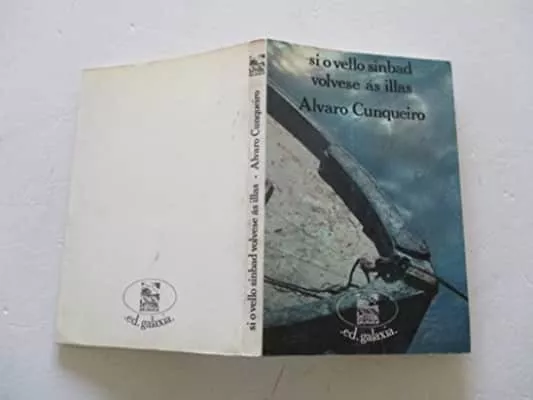 si o vello sinbad
volvese ás illas
Alvaro Cunqueiro
.ed. galaxia.
si o vello sinbad volvese ás illas • Alvaro Cunqueiro
.ed. galaxia.